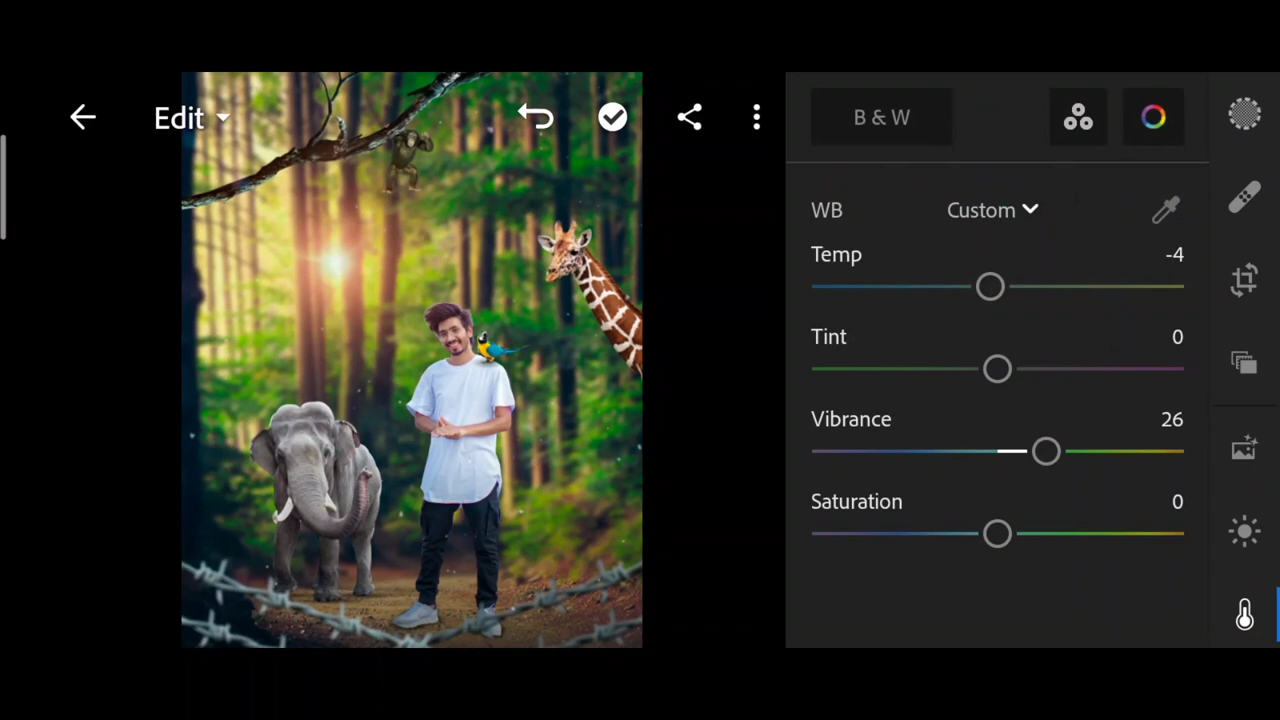 Edit
B & W
WB Custom
Temp -4
Tint 0
Vibrance 26
Saturation 0